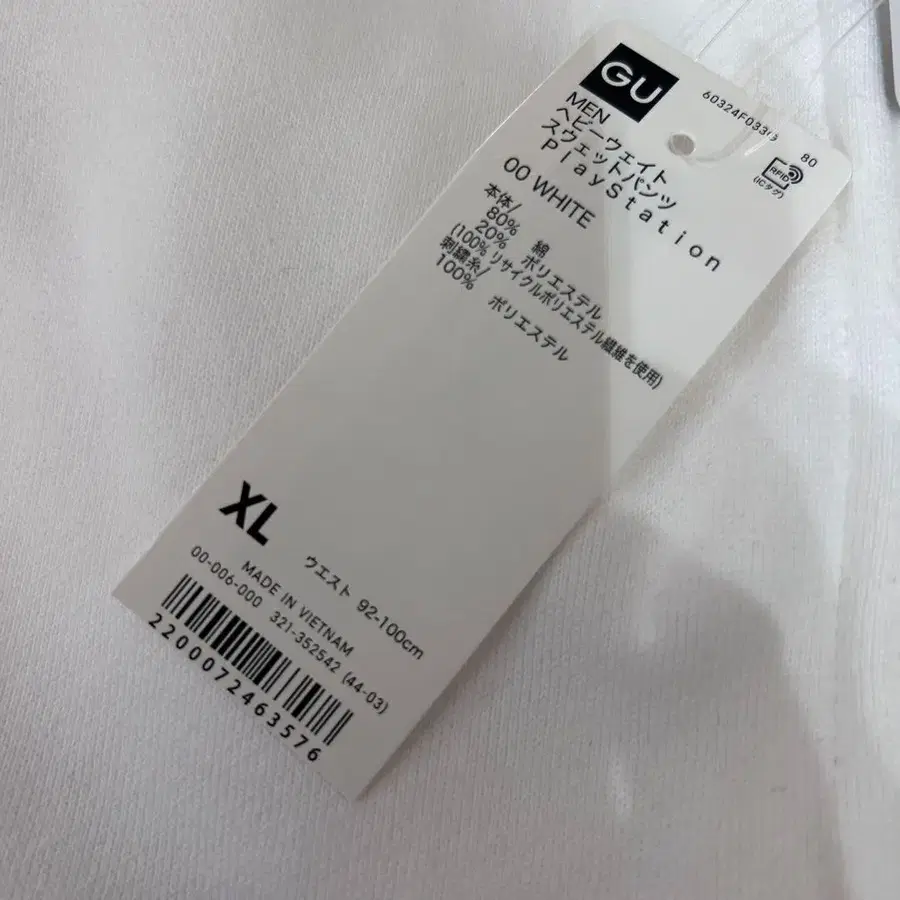 GU
60324F033
80
RFID
(ICタグ)
MEN
ヘビーウェイト
スウェットパンツ
PlayStation
00 WHITE
本体/
80% 綿
20% ポリエステル
(100% リサイクルポリエステル繊維を使用)
刺繍糸/
100% ポリエステル
XL
ウエスト 92-100cm
MADE IN VIETNAM
00-006-000 321-352542 (44-03)
2200072463576